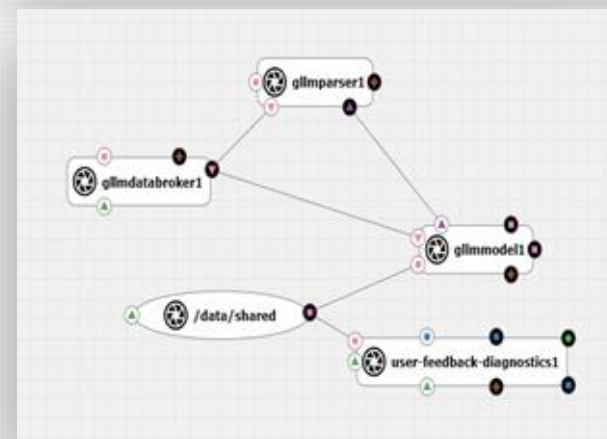 gllmparser1
gllmdatabroker1
gllmmodel1
/data/shared
user-feedback-diagnostics1